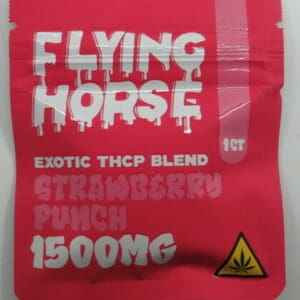 FLYING
HORSE
1CT
EXOTIC THCP BLEND
STRAWBERRY
PUNCH
1500MG